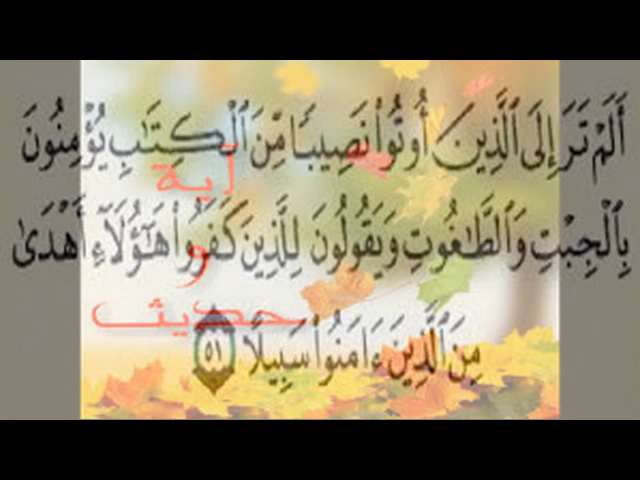 أَلَمْ تَرَ إِلَى ٱلَّذِينَ أُوتُوا۟ نَصِيبًا مِّنَ ٱلْكِتَٰبِ يُؤْمِنُونَ
آية
بِٱلْجِبْتِ وَٱلطَّٰغُوتِ وَيَقُولُونَ لِلَّذِينَ كَفَرُوا۟ هَٰٓؤُلَآءِ أَهْدَىٰ
و
حديث
مِنَ ٱلَّذِينَ ءَامَنُوا۟ سَبِيلًا ٥١